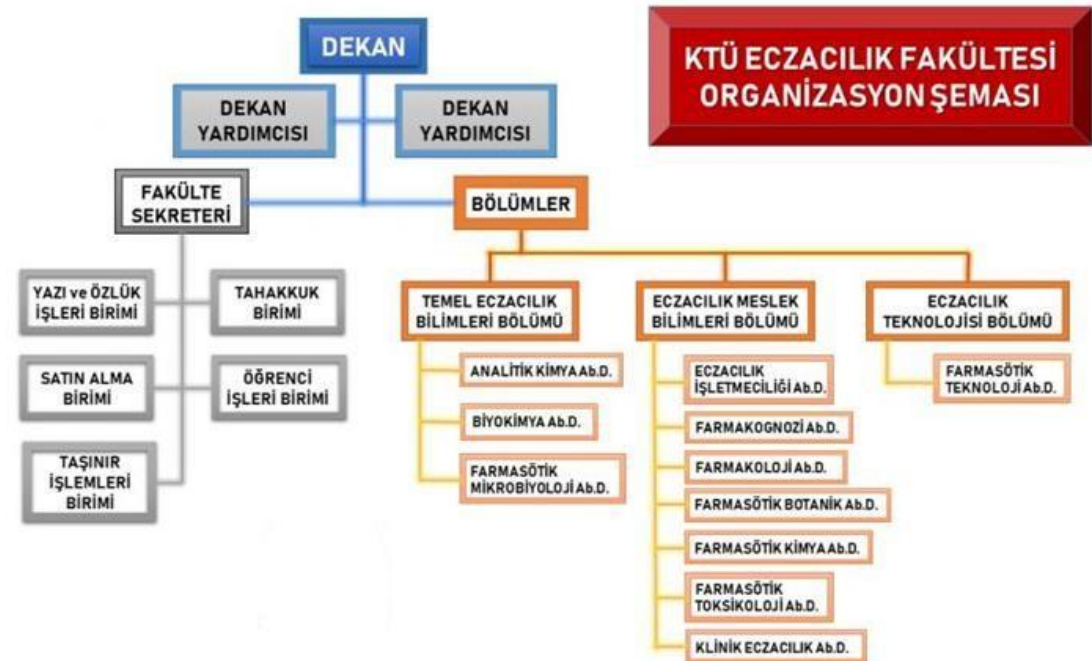 DEKAN
KTÜ ECZACILIK FAKÜLTESİ
ORGANİZASYON ŞEMASI
DEKAN
YARDIMCISI
DEKAN
YARDIMCISI
FAKÜLTE
SEKRETERİ
BÖLÜMLER
YAZI ve ÖZLÜK
İŞLERİ BİRİMİ
TAHAKKUK
BİRİMİ
SATIN ALMA
BİRİMİ
ÖĞRENCİ
İŞLERİ BİRİMİ
TAŞINIR
İŞLEMLERİ
BİRİMİ
TEMEL ECZACILIK
BİLİMLERİ BÖLÜMÜ
ANALİTİK KİMYA Ab.D.
BİYOKİMYA Ab.D.
FARMASÖTİK
MİKROBİYOLOJİ Ab.D.
ECZACILIK MESLEK
BİLİMLERİ BÖLÜMÜ
ECZACILIK
İŞLETMECİLİĞİ Ab.D.
FARMAKOGNOZİ Ab.D.
FARMAKOLOJİ Ab.D.
FARMASÖTİK BOTANİK Ab.D.
FARMASÖTİK KİMYA Ab.D.
FARMASÖTİK
TOKSİKOLOJİ Ab.D.
KLİNİK ECZACILIK Ab.D.
ECZACILIK
TEKNOLOJİSİ BÖLÜMÜ
FARMASÖTİK
TEKNOLOJİ Ab.D.